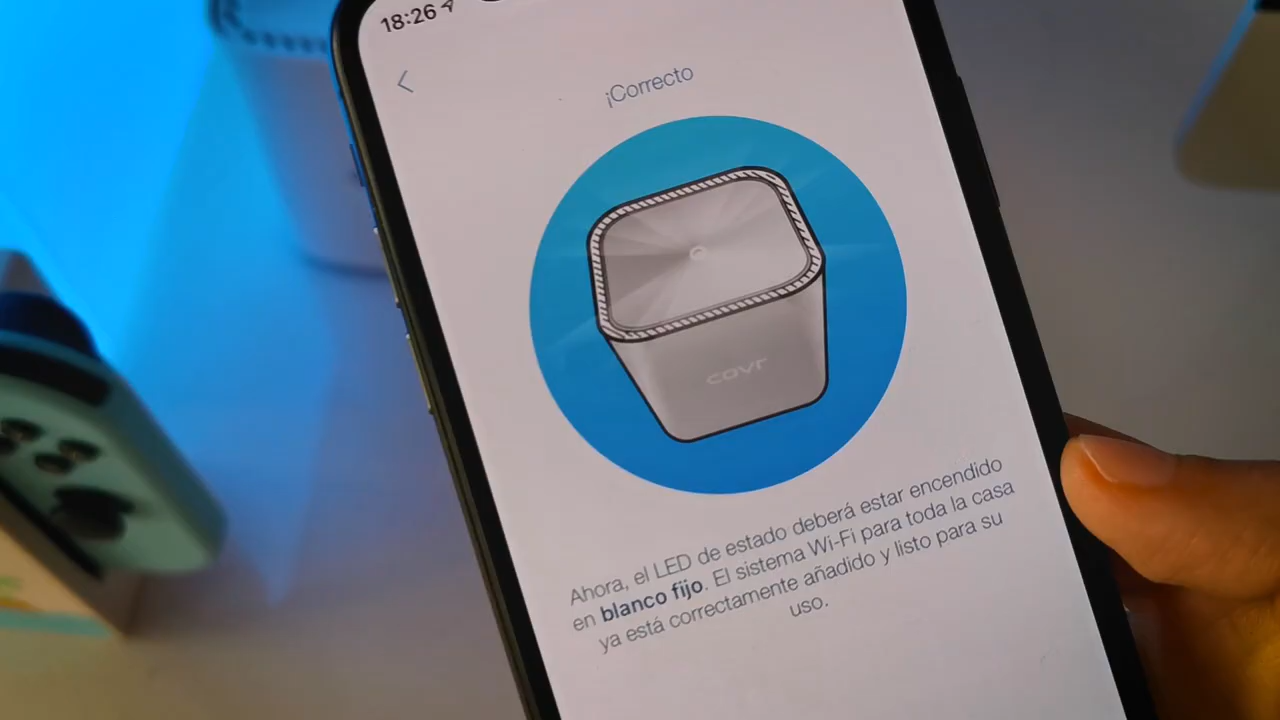 18:26
¡Correcto
covr
Ahora, el LED de estado deberá estar encendido
en blanco fijo. El sistema Wi-Fi para toda la casa
ya está correctamente añadido y listo para su
uso.